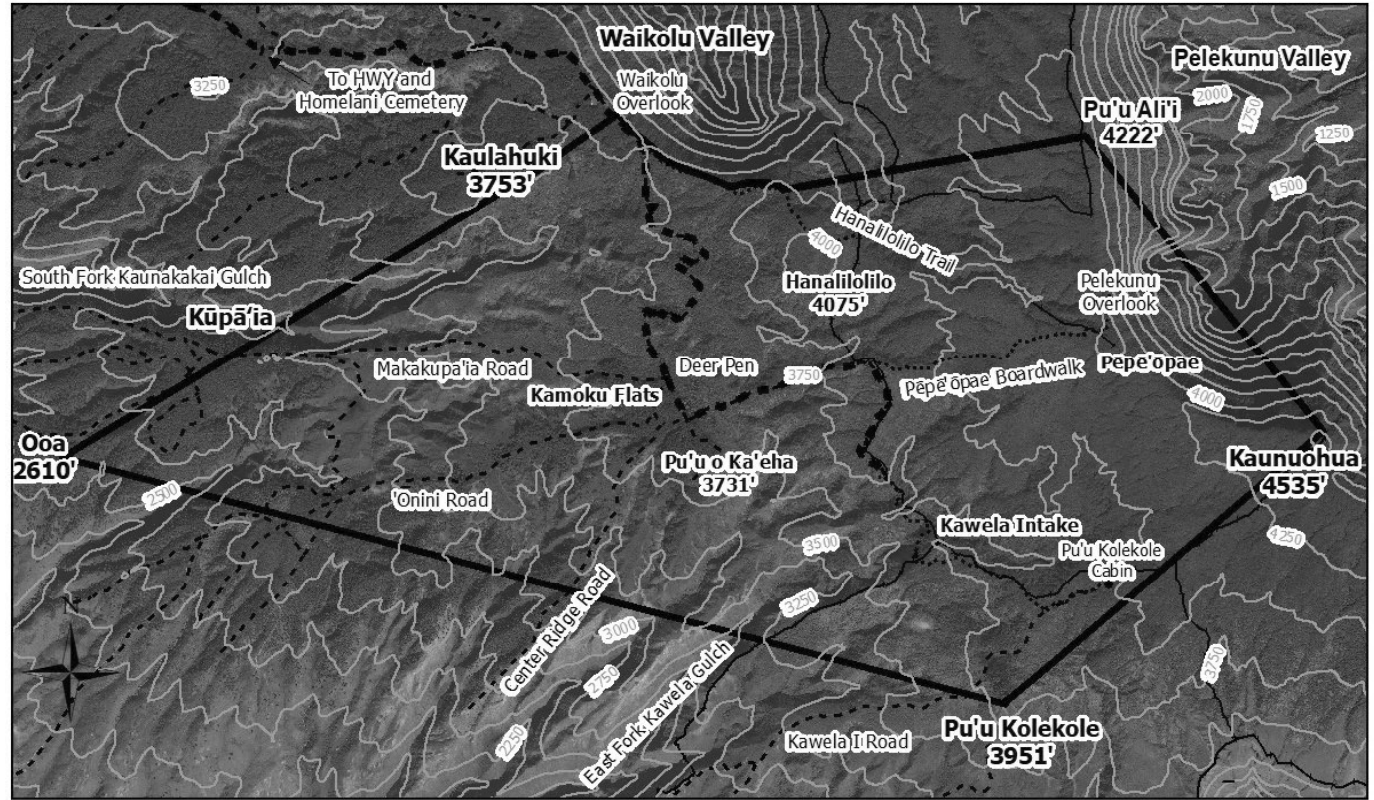 Waikolu Valley
Pelekunu Valley
3250
To HWY and
Homelani Cemetery
Waikolu
Overlook
2000
1750
1250
Pu'u Ali'i
4222'
Kaulahuki
3753'
1500
Hanalilolilo Trail
4000
South Fork Kaunakakai Gulch
Hanalilolilo
4075'
Pelekunu
Overlook
Kūpā'ia
Makakupa'ia Road
Deer Pen
3750
Pēpē'ōpae Boardwalk
Pepe'opae
Kamoku Flats
4000
Ooa
2610'
Pu'u o Ka'eha
3731'
Kaunuohua
4535'
2500
'Onini Road
Kawela Intake
3500
Pu'u Kolekole
Cabin
4250
3250
N
Center Ridge Road
3000
2750
3750
East Fork Kawela Gulch
2250
Kawela I Road
Pu'u Kolekole
3951'